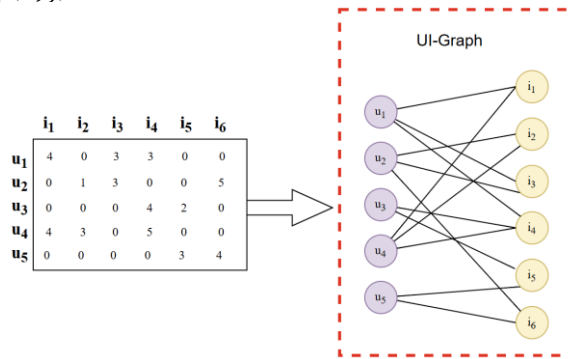 UI-Graph
i1 i2 i3 i4 i5 i6
u1 4 0 3 3 0 0
u2 0 1 3 0 0 5
u3 0 0 0 4 2 0
u4 4 3 0 5 0 0
u5 0 0 0 0 3 4
u1
u2
u3
u4
u5
i1
i2
i3
i4
i5
i6